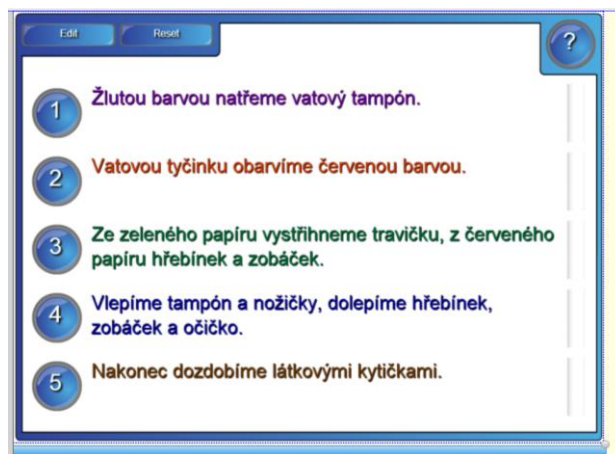 Edit Reset ?
1 Žlutou barvou natřeme vatový tampón.
2 Vatovou tyčinku obarvíme červenou barvou.
3 Ze zeleného papíru vystřihneme travičku, z červeného
papíru hřebínek a zobáček.
4 Vlepíme tampón a nožičky, dolepíme hřebínek,
zobáček a očičko.
5 Nakonec dozdobíme látkovými kytičkami.